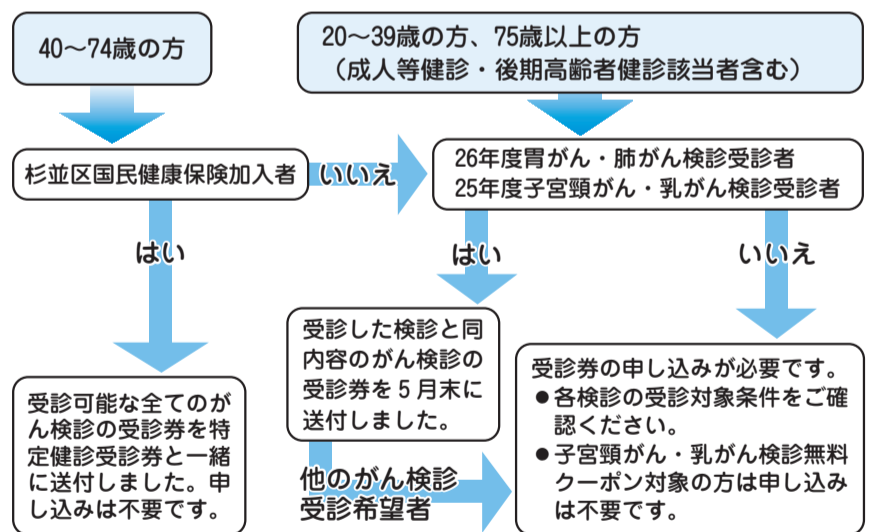 40～74歳の方
20～39歳の方、75歳以上の方
（成人等健診・後期高齢者健診該当者含む）
杉並区国民健康保険加入者
いいえ
26年度胃がん・肺がん検診受診者
25年度子宮頸がん・乳がん検診受診者
はい
はい
いいえ
受診可能な全てのが
ん検診の受診券を特
定健診受診券と一緒
に送付しました。申
し込みは不要です。
受診した検診と同
内容のがん検診の
受診券を５月末に
送付しました。
他のがん検診
受診希望者
受診券の申し込みが必要です。
●各検診の受診対象条件をご確
認ください。
●子宮頸がん・乳がん検診無料
クーポン対象の方は申し込み
は不要です。